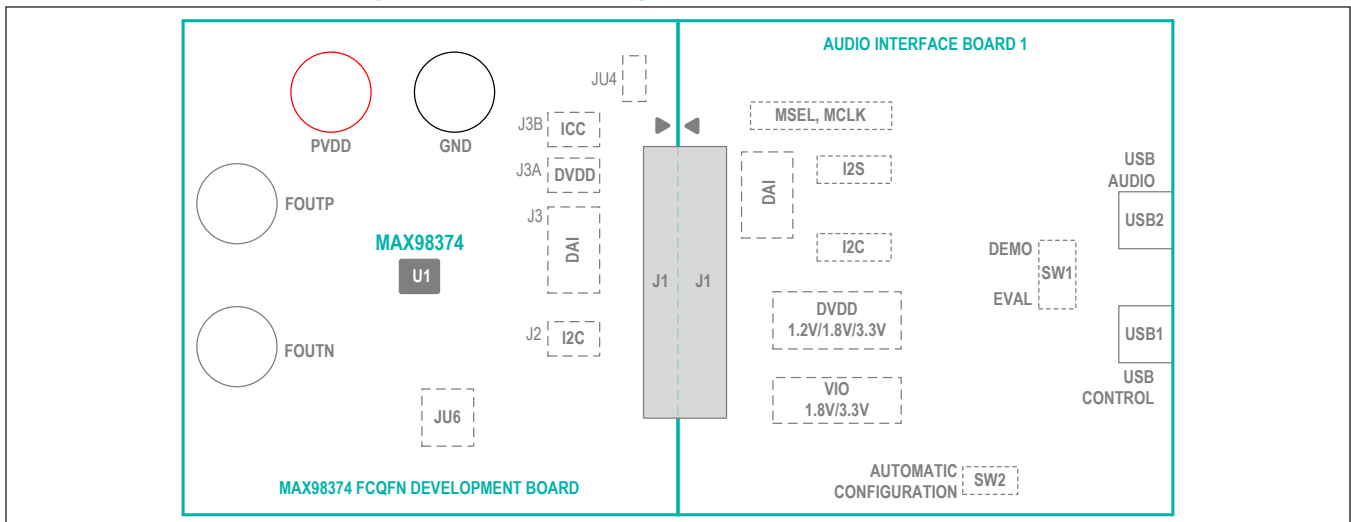 AUDIO INTERFACE BOARD 1
JU4
PVDD
GND
J3B
ICC
J3A
DVDD
J3
DAI
FOUTP
MAX98374
U1
J2
I2C
FOUTN
JU6
MAX98374 FCQFN DEVELOPMENT BOARD
J1
J1
MSEL, MCLK
DAI
I2S
I2C
DVDD
1.2V/1.8V/3.3V
VIO
1.8V/3.3V
USB
AUDIO
USB2
DEMO
SW1
EVAL
USB1
USB
CONTROL
AUTOMATIC
CONFIGURATION
SW2